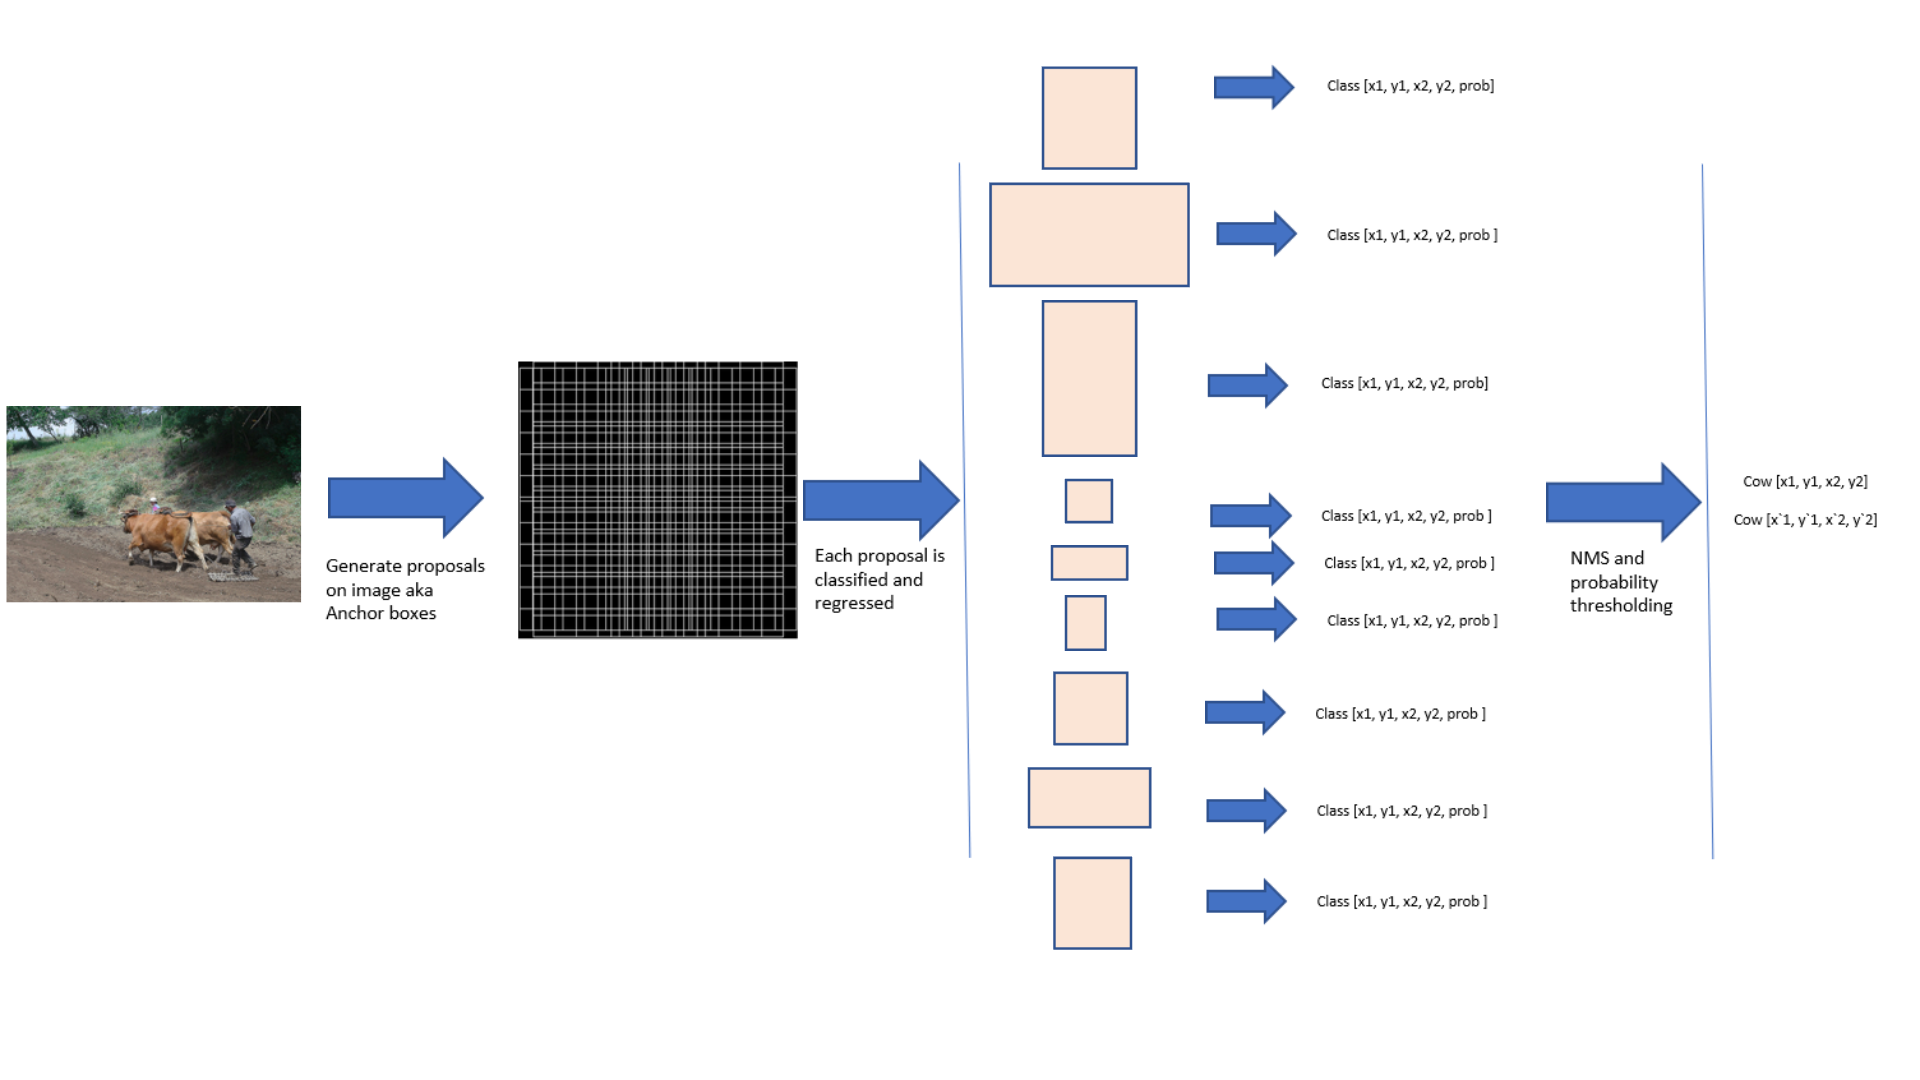 Generate proposals
on image aka
Anchor boxes
Each proposal is
classified and
regressed
Class [x1, y1, x2, y2, prob]
Class [x1, y1, x2, y2, prob ]
Class [x1, y1, x2, y2, prob]
Class [x1, y1, x2, y2, prob ]
Class [x1, y1, x2, y2, prob ]
Class [x1, y1, x2, y2, prob ]
Class [x1, y1, x2, y2, prob ]
Class [x1, y1, x2, y2, prob ]
Class [x1, y1, x2, y2, prob ]
NMS and
probability
thresholding
Cow [x1, y1, x2, y2]
Cow [x`1, y`1, x`2, y`2]